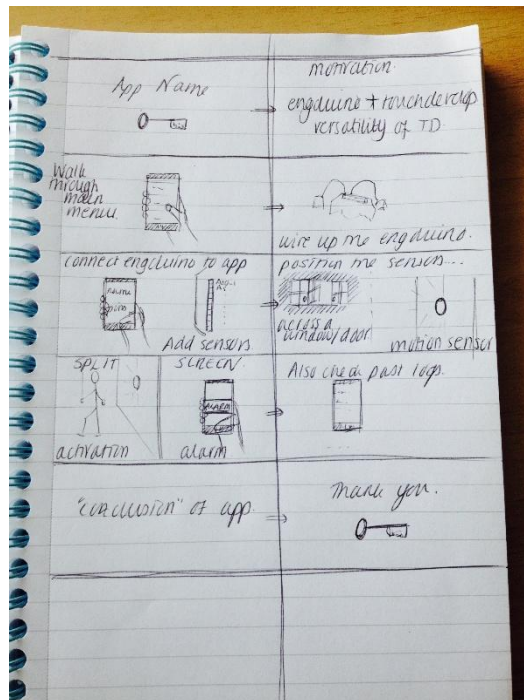 App Name
motivation.
engduino + touchdevelop
versatility of TD.
Walk
through
main
menu.
wire up the engduino.
connect engduino to app
Add sensors
position the sensor....
across a
window/door
motion sensor
SPLIT
SCREEN.
activation
ALARM
alarm
Also check past logs.
"conclusion" of app.
Thank you.